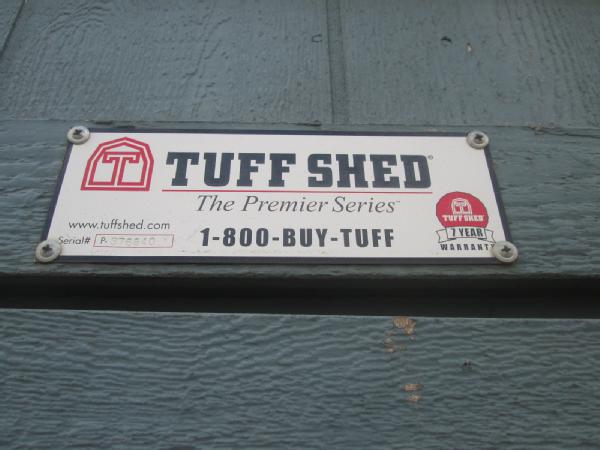 T TUFF SHED®
The Premier Series™
www.tuffshed.com
Serial# P-
1-800-BUY-TUFF
TUFF SHED
7 YEAR
WARRANTY